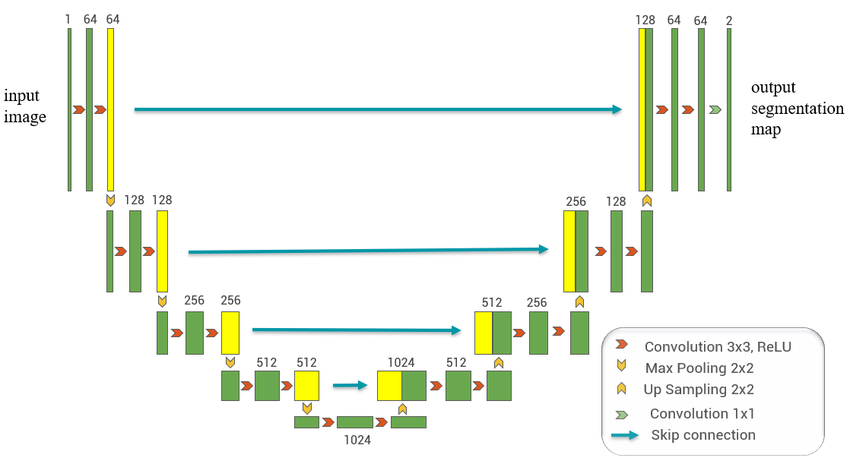 1 64 64
128 64 64 2
input
image
output
segmentation
map
128 128
256 128
256 256
512 256
512 512
1024 512
1024
Convolution 3x3, ReLU
Max Pooling 2x2
Up Sampling 2x2
Convolution 1x1
Skip connection